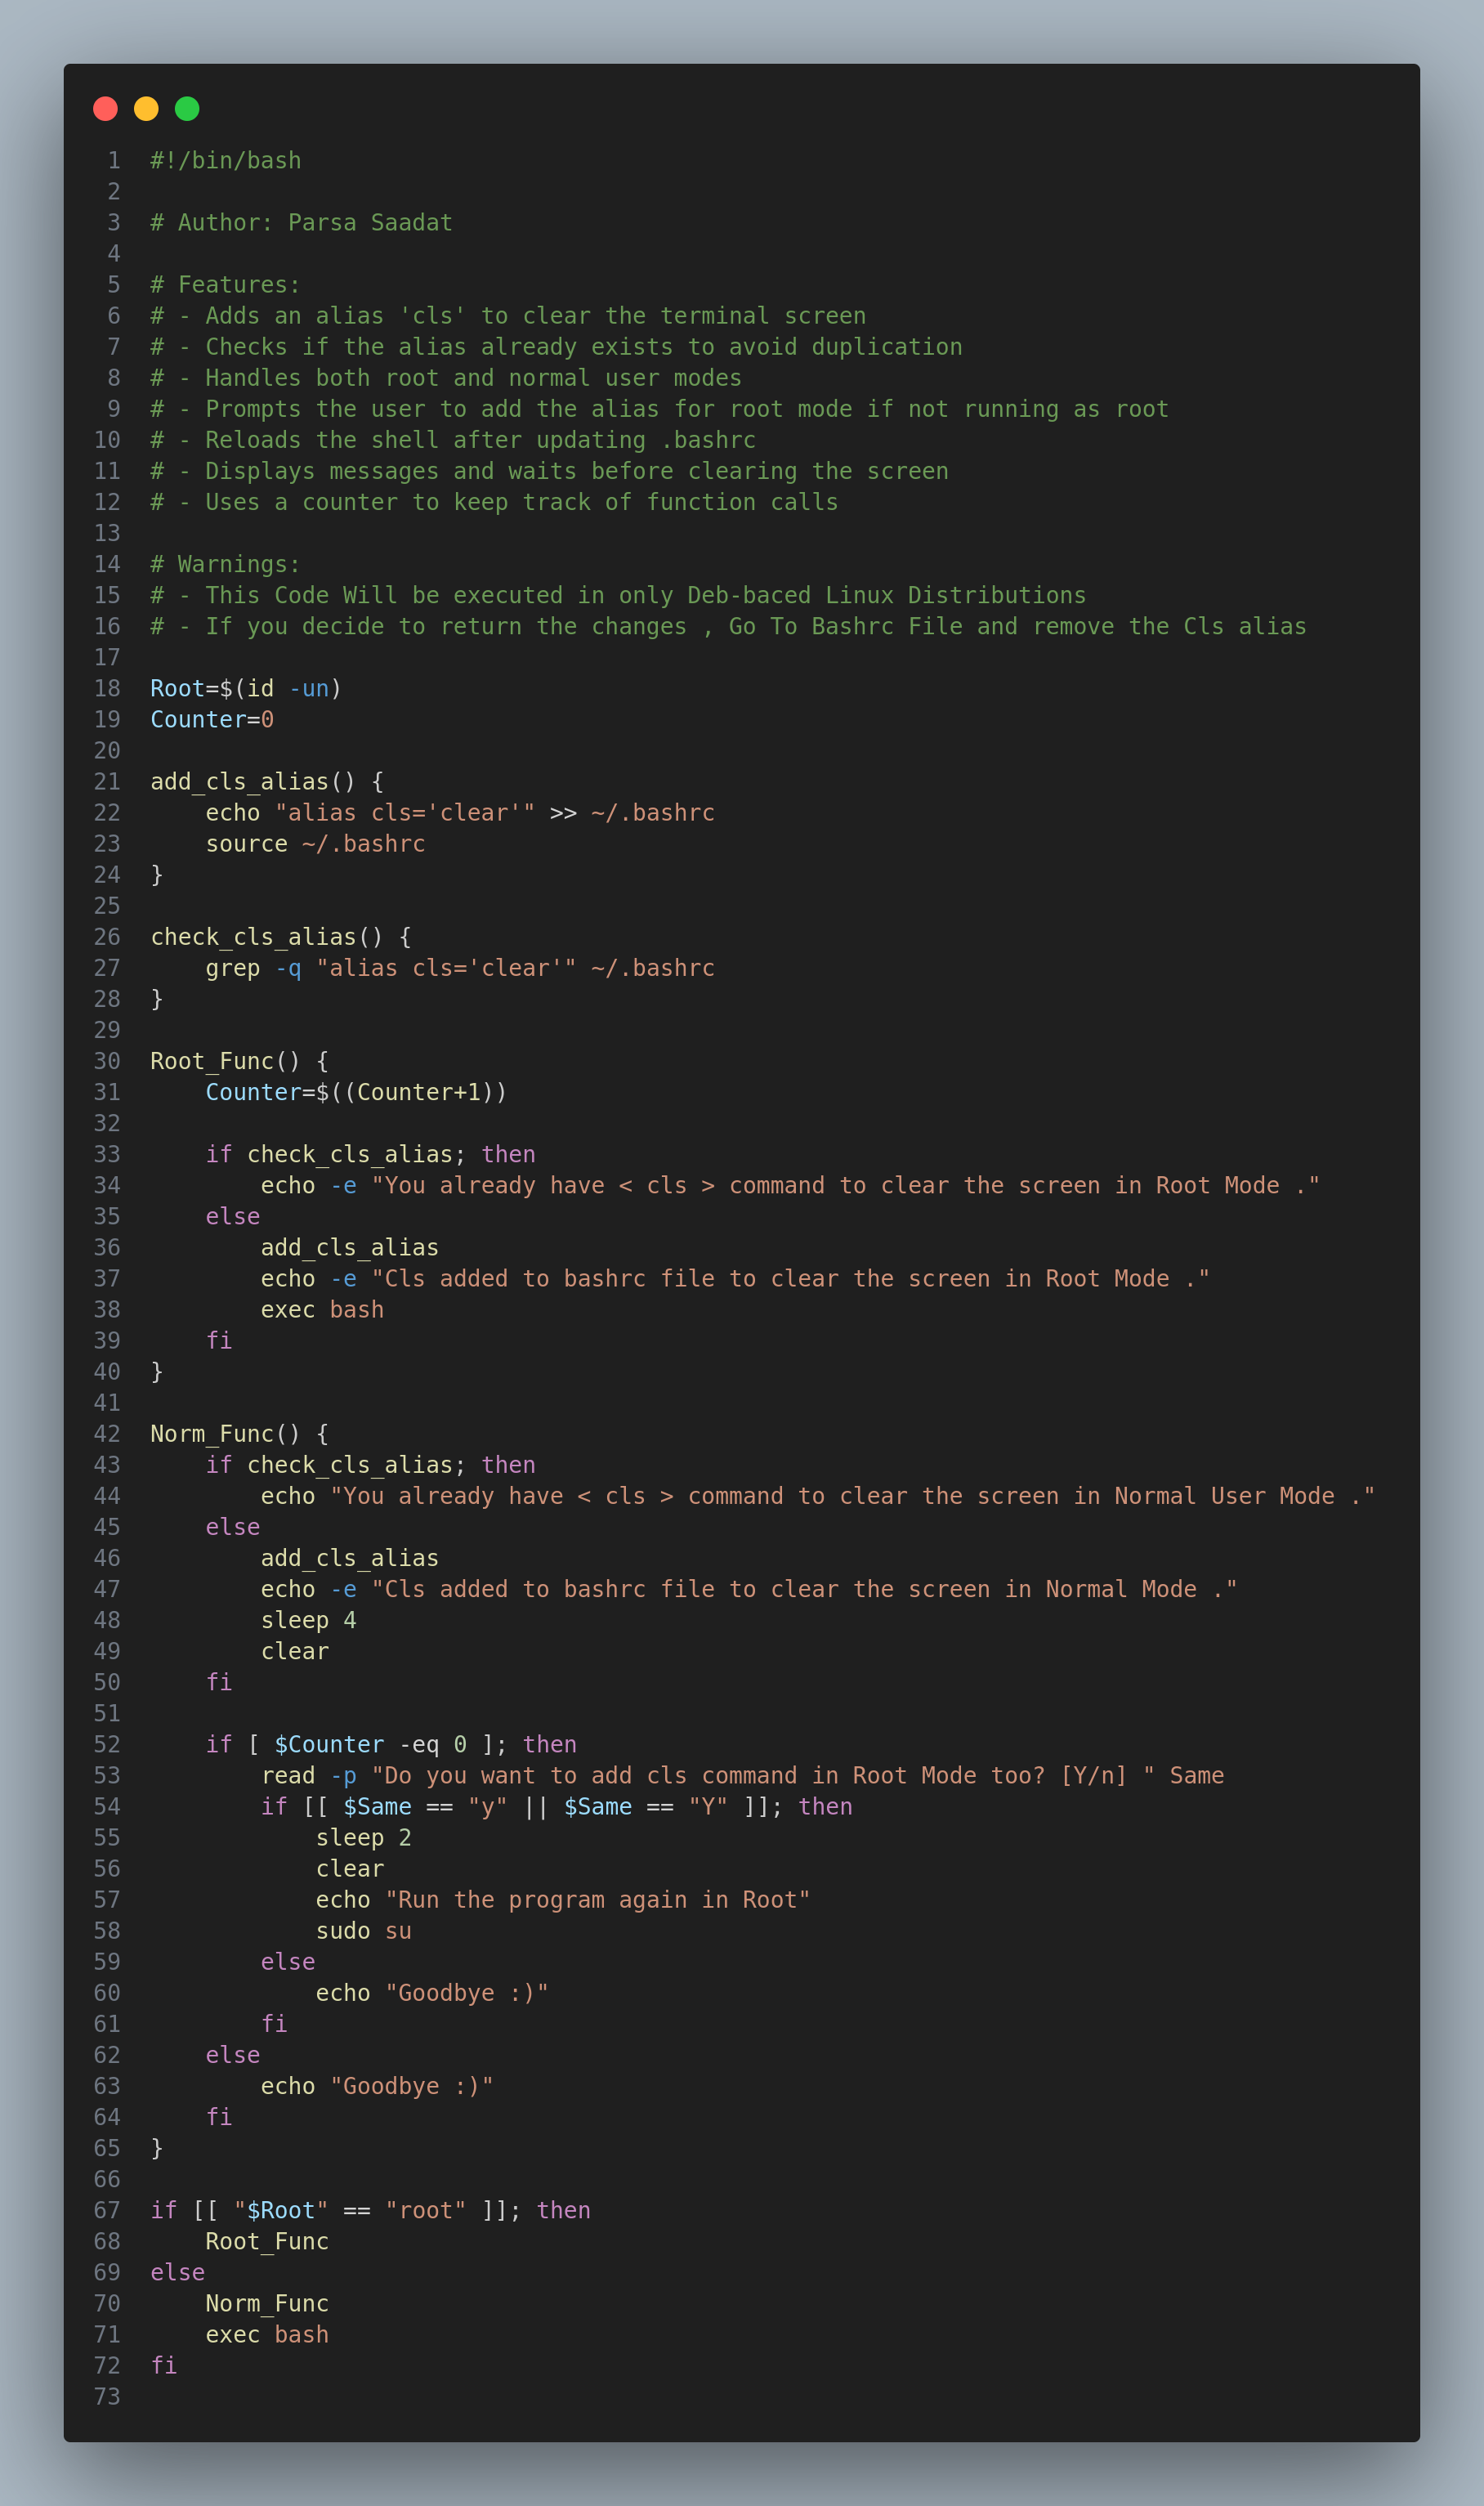 1 #!/bin/bash
2
3 # Author: Parsa Saadat
4
5 # Features:
6 # - Adds an alias 'cls' to clear the terminal screen
7 # - Checks if the alias already exists to avoid duplication
8 # - Handles both root and normal user modes
9 # - Prompts the user to add the alias for root mode if not running as root
10 # - Reloads the shell after updating .bashrc
11 # - Displays messages and waits before clearing the screen
12 # - Uses a counter to keep track of function calls
13
14 # Warnings:
15 # - This Code Will be executed in only Deb-baced Linux Distributions
16 # - If you decide to return the changes , Go To Bashrc File and remove the Cls alias
17
18 Root=$(id -un)
19 Counter=0
20
21 add_cls_alias() {
22     echo "alias cls='clear'" >> ~/.bashrc
23     source ~/.bashrc
24 }
25
26 check_cls_alias() {
27     grep -q "alias cls='clear'" ~/.bashrc
28 }
29
30 Root_Func() {
31     Counter=$((Counter+1))
32
33     if check_cls_alias; then
34         echo -e "You already have < cls > command to clear the screen in Root Mode ."
35     else
36         add_cls_alias
37         echo -e "Cls added to bashrc file to clear the screen in Root Mode ."
38         exec bash
39     fi
40 }
41
42 Norm_Func() {
43     if check_cls_alias; then
44         echo "You already have < cls > command to clear the screen in Normal User Mode ."
45     else
46         add_cls_alias
47         echo -e "Cls added to bashrc file to clear the screen in Normal Mode ."
48         sleep 4
49         clear
50     fi
51
52     if [ $Counter -eq 0 ]; then
53         read -p "Do you want to add cls command in Root Mode too? [Y/n] " Same
54         if [[ $Same == "y" || $Same == "Y" ]]; then
55             sleep 2
56             clear
57             echo "Run the program again in Root"
58             sudo su
59         else
60             echo "Goodbye :)"
61         fi
62     else
63         echo "Goodbye :)"
64     fi
65 }
66
67 if [[ "$Root" == "root" ]]; then
68     Root_Func
69 else
70     Norm_Func
71     exec bash
72 fi
73